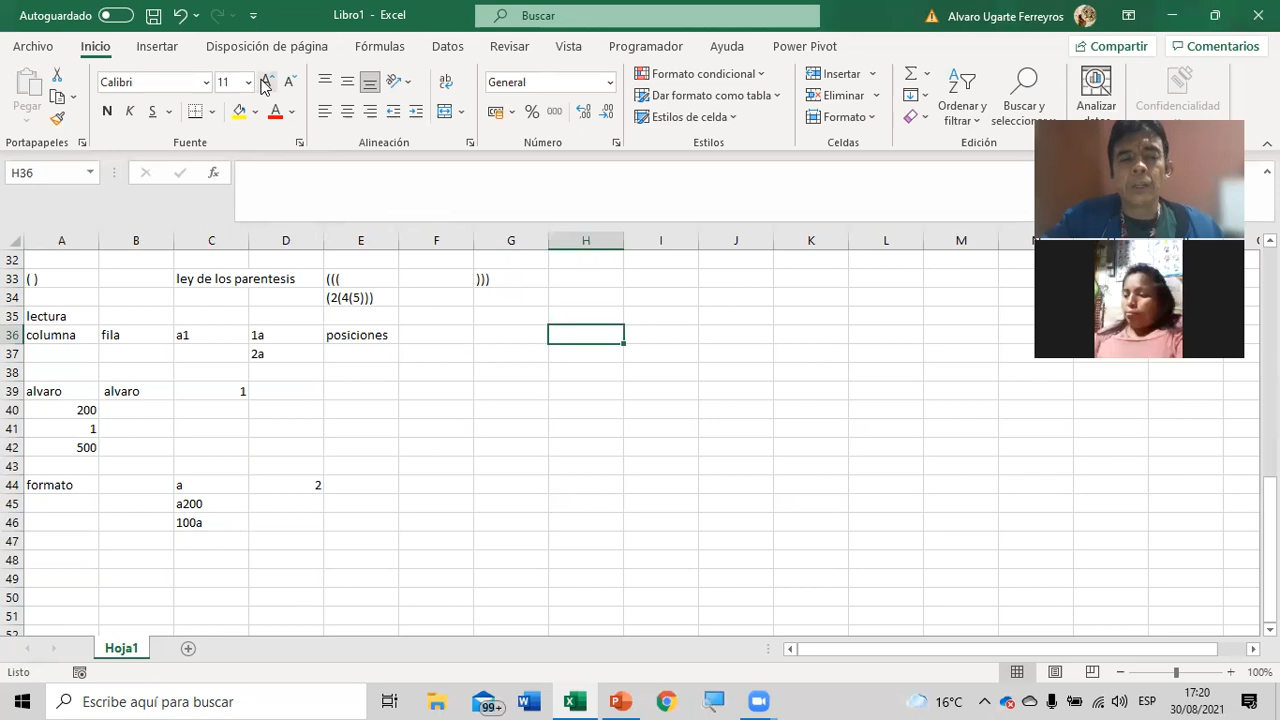 Autoguardado
Libro1 - Excel
Buscar
Alvaro Ugarte Ferreyros
Archivo Inicio Insertar Disposición de página Fórmulas Datos Revisar Vista Programador Ayuda Power Pivot
Compartir
Comentarios
Pegar
Portapapeles
Calibri 11
N K S
Fuente
Alineación
General
% 000
Número
Formato condicional
Dar formato como tabla
Estilos de celda
Estilos
Insertar
Eliminar
Formato
Celdas
Ordenar y filtrar
Buscar y seleccionar
Edición
Analizar datos
Confidencialidad
H36
fx
A B C D E F G H I J K L M
32
33 ( ) ley de los parentesis ((( )))
34 (2(4(5)))
35 lectura
36 columna fila a1 1a posiciones
37 2a
38
39 alvaro alvaro 1
40 200
41 1
42 500
43
44 formato a 2
45 a200
46 100a
47
48
49
50
51
52
Hoja1
Listo
100%
Escribe aquí para buscar
99+
16°C
ESP
17:20
30/08/2021